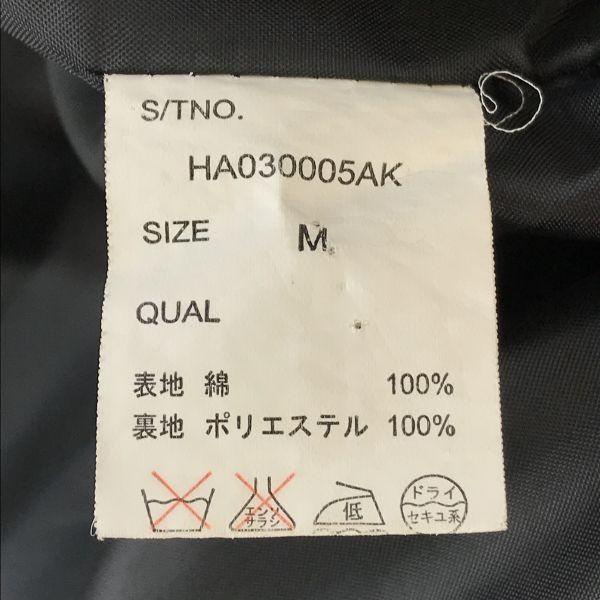 S/TNO.
HA030005AK
SIZE M
QUAL
表地 綿 100%
裏地 ポリエステル 100%
エンソ
サラシ
低
ドライ
セキユ系